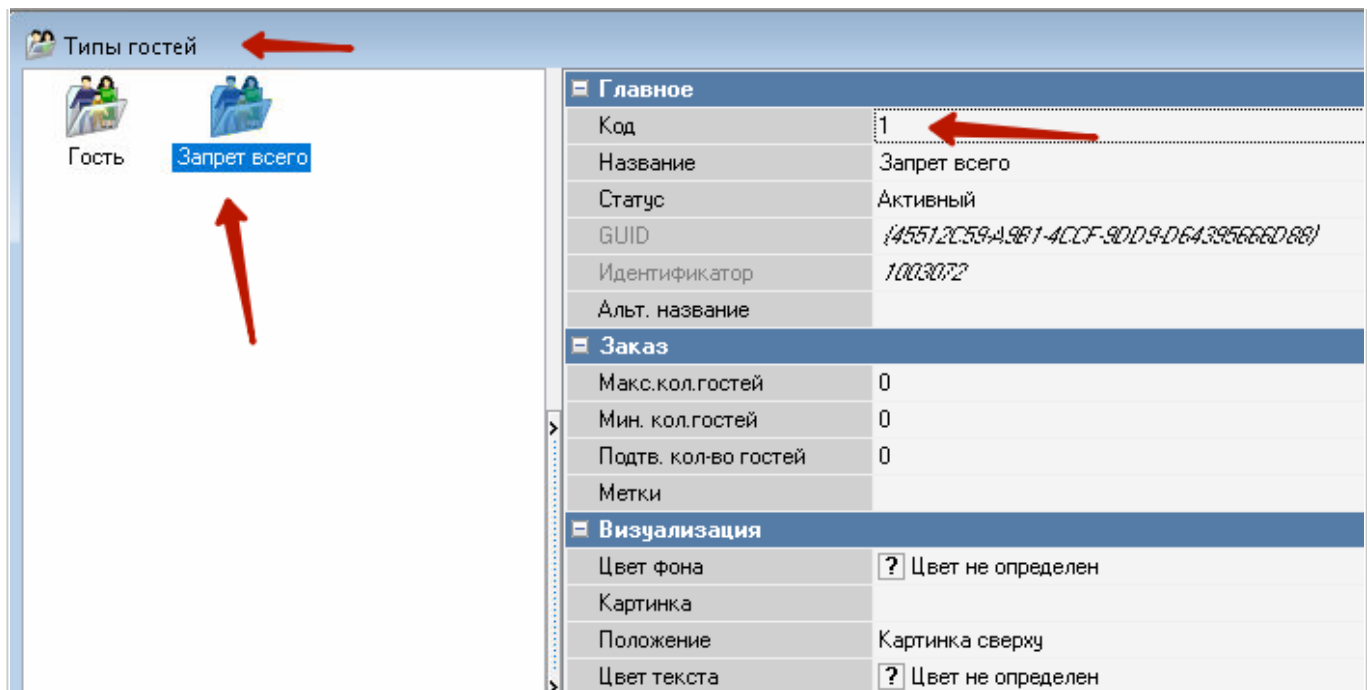 Типы гостей
Гость
Запрет всего
Главное
Код 1
Название Запрет всего
Статус Активный
GUID {45512C59-A9B1-4CCF-9DD9-D64395666D88}
Идентификатор 1003072
Альт. название
Заказ
Макс.кол.гостей 0
Мин. кол.гостей 0
Подтв. кол-во гостей 0
Метки
Визуализация
Цвет фона ? Цвет не определен
Картинка
Положение Картинка сверху
Цвет текста ? Цвет не определен